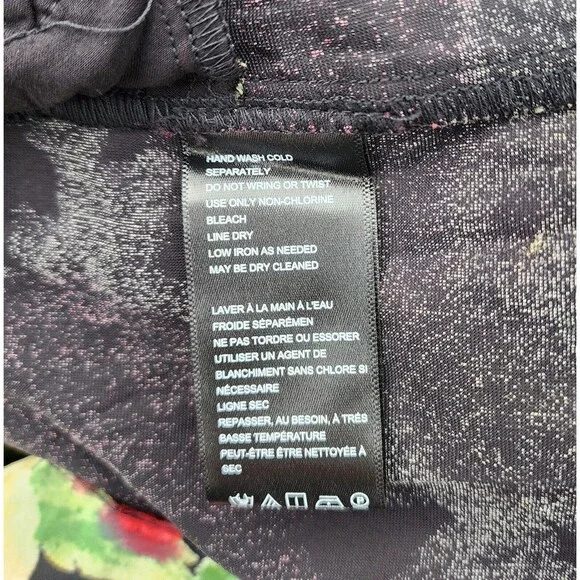 HAND WASH COLD
SEPARATELY
DO NOT WRING OR TWIST
USE ONLY NON-CHLORINE
BLEACH
LINE DRY
LOW IRON AS NEEDED
MAY BE DRY CLEANED
LAVER À LA MAIN À L'EAU
FROIDE SÉPARÉMEN
NE PAS TORDRE OU ESSORER
UTILISER UN AGENT DE
BLANCHIMENT SANS CHLORE SI
NÉCESSAIRE
LIGNE SEC
REPASSER, AU BESOIN, À TRÉS
BASSE TEMPÉRATURE
PEUT-ÊTRE ÊTRE NETTOYÉE À
SEC